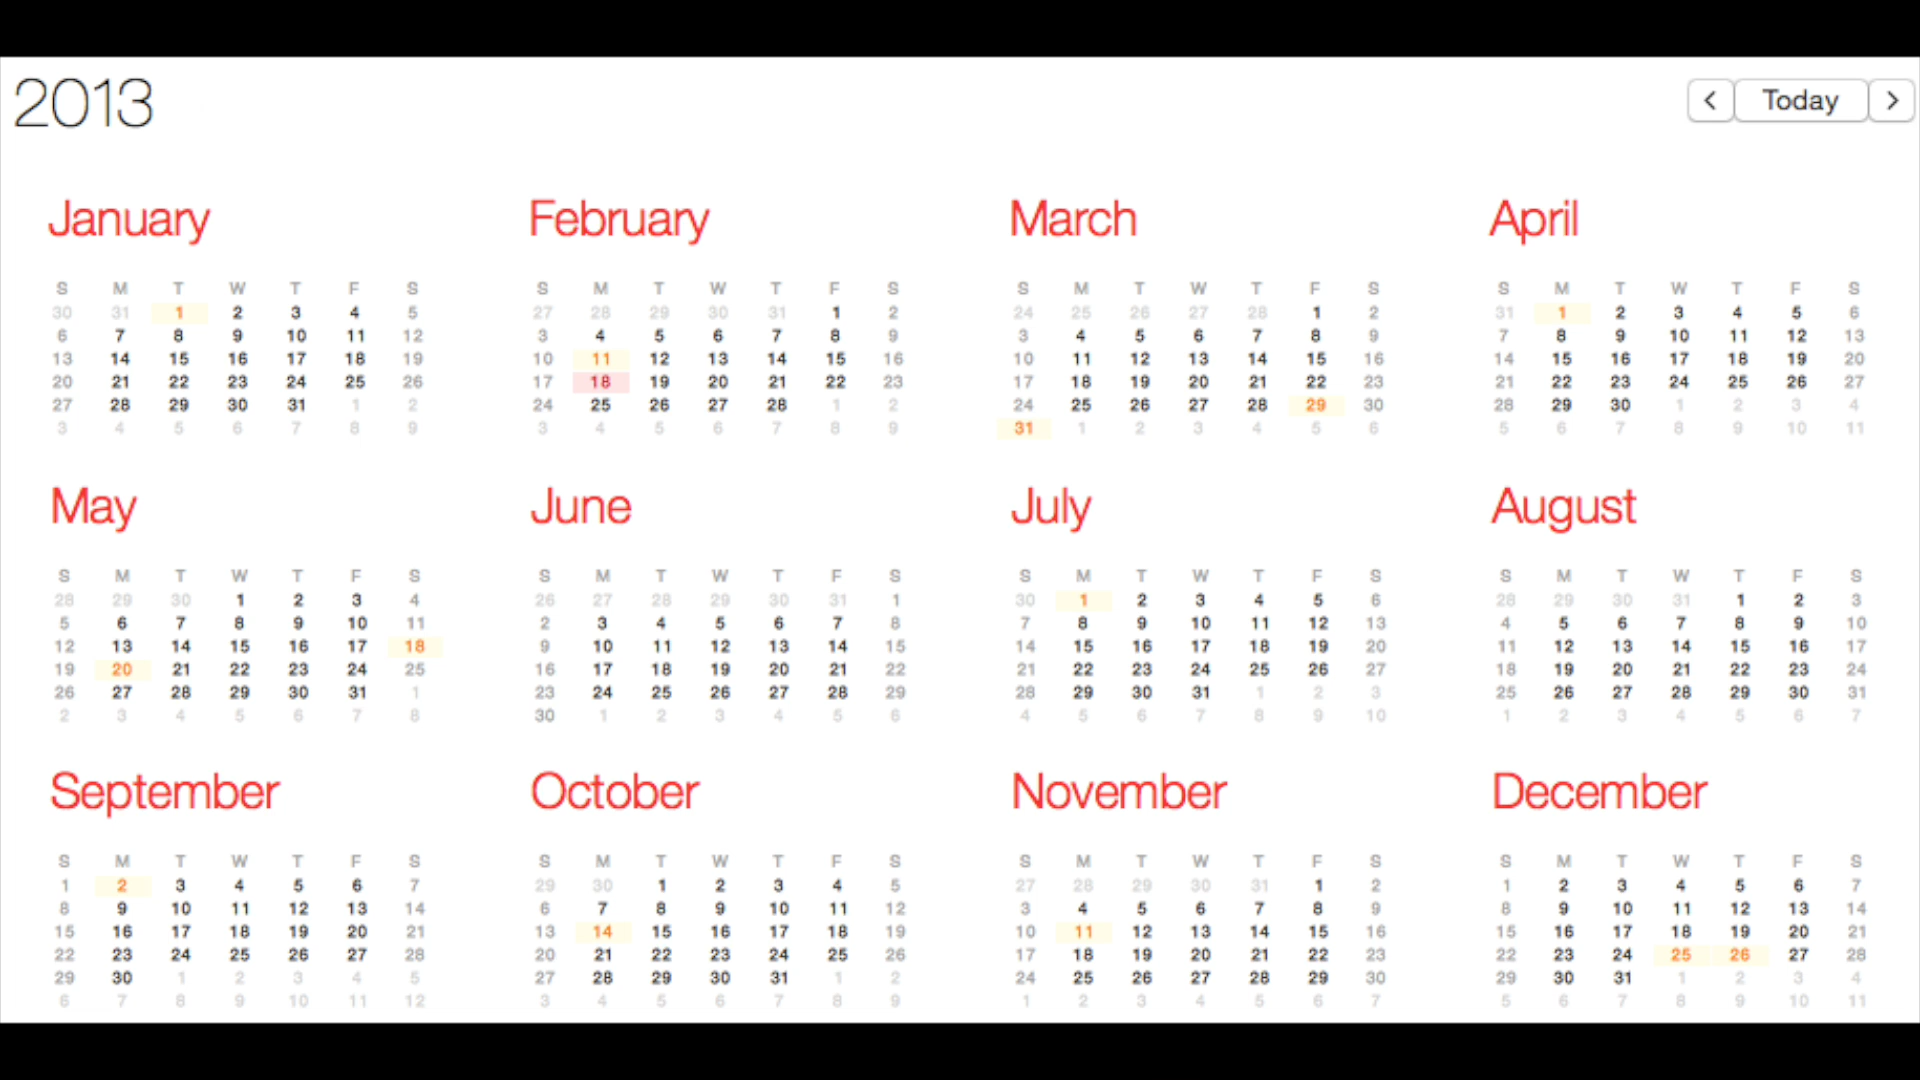 2013
< Today >
January February March April
S M T W T F S S M T W T F S S M T W T F S S M T W T F S
30 31 1 2 3 4 5 27 28 29 30 31 1 2 24 25 26 27 28 1 2 31 1 2 3 4 5 6
6 7 8 9 10 11 12 3 4 5 6 7 8 9 3 4 5 6 7 8 9 7 8 9 10 11 12 13
13 14 15 16 17 18 19 10 11 12 13 14 15 16 10 11 12 13 14 15 16 14 15 16 17 18 19 20
20 21 22 23 24 25 26 17 18 19 20 21 22 23 17 18 19 20 21 22 23 21 22 23 24 25 26 27
27 28 29 30 31 1 2 24 25 26 27 28 1 2 24 25 26 27 28 29 30 28 29 30 1 2 3 4
3 4 5 6 7 8 9 3 4 5 6 7 8 9 31 1 2 3 4 5 6 5 6 7 8 9 10 11
May June July August
S M T W T F S S M T W T F S S M T W T F S S M T W T F S
28 29 30 1 2 3 4 26 27 28 29 30 31 1 30 1 2 3 4 5 6 28 29 30 31 1 2 3
5 6 7 8 9 10 11 2 3 4 5 6 7 8 7 8 9 10 11 12 13 4 5 6 7 8 9 10
12 13 14 15 16 17 18 9 10 11 12 13 14 15 14 15 16 17 18 19 20 11 12 13 14 15 16 17
19 20 21 22 23 24 25 16 17 18 19 20 21 22 21 22 23 24 25 26 27 18 19 20 21 22 23 24
26 27 28 29 30 31 1 23 24 25 26 27 28 29 28 29 30 31 1 2 3 25 26 27 28 29 30 31
2 3 4 5 6 7 8 30 1 2 3 4 5 6 4 5 6 7 8 9 10 1 2 3 4 5 6 7
September October November December
S M T W T F S S M T W T F S S M T W T F S S M T W T F S
1 2 3 4 5 6 7 29 30 1 2 3 4 5 27 28 29 30 31 1 2 1 2 3 4 5 6 7
8 9 10 11 12 13 14 6 7 8 9 10 11 12 3 4 5 6 7 8 9 8 9 10 11 12 13 14
15 16 17 18 19 20 21 13 14 15 16 17 18 19 10 11 12 13 14 15 16 15 16 17 18 19 20 21
22 23 24 25 26 27 28 20 21 22 23 24 25 26 17 18 19 20 21 22 23 22 23 24 25 26 27 28
29 30 1 2 3 4 5 27 28 29 30 31 1 2 24 25 26 27 28 29 30 29 30 31 1 2 3 4
6 7 8 9 10 11 12 3 4 5 6 7 8 9 1 2 3 4 5 6 7 5 6 7 8 9 10 11